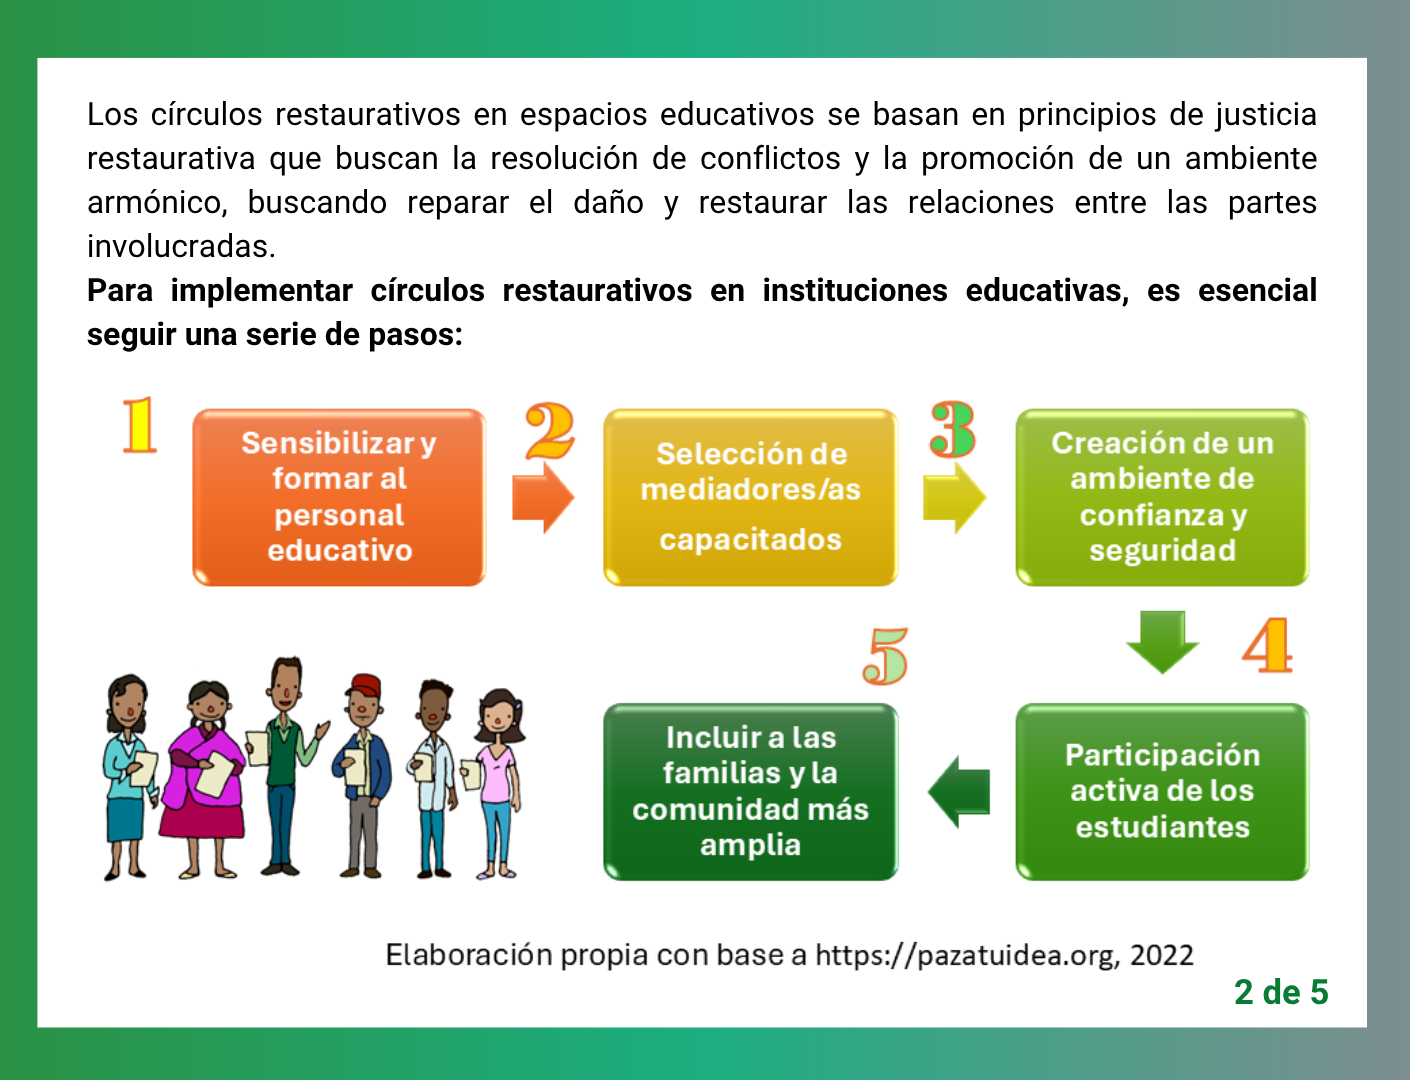 Los círculos restaurativos en espacios educativos se basan en principios de justicia
restaurativa que buscan la resolución de conflictos y la promoción de un ambiente
armónico, buscando reparar el daño y restaurar las relaciones entre las partes
involucradas.
Para implementar círculos restaurativos en instituciones educativas, es esencial
seguir una serie de pasos:
1
Sensibilizar y
formar al
personal
educativo
2
Selección de
mediadores/as
capacitados
3
Creación de un
ambiente de
confianza y
seguridad
4
Participación
activa de los
estudiantes
5
Incluir a las
familias y la
comunidad más
amplia
Elaboración propia con base a https://pazatuidea.org, 2022
2 de 5